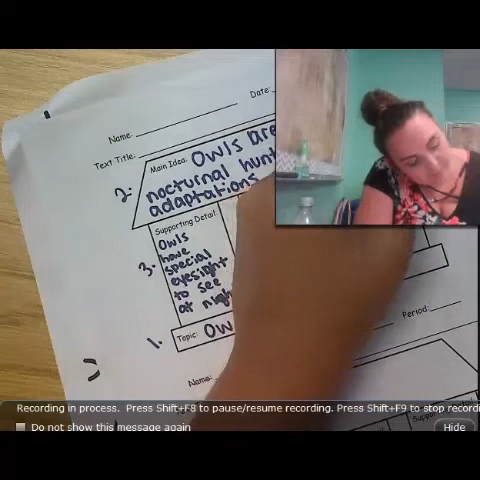 Name:
Date:
Text Title:
Main Idea: Owls are
2. nocturnal hunt
adaptations
Supporting Detail:
Owls
have
3. special
eyesight
to see
at nigh
1. Topic: Ow
Period:
Name:
Recording in process. Press Shift+F8 to pause/resume recording. Press Shift+F9 to stop recordi
Do not show this message again
Hide